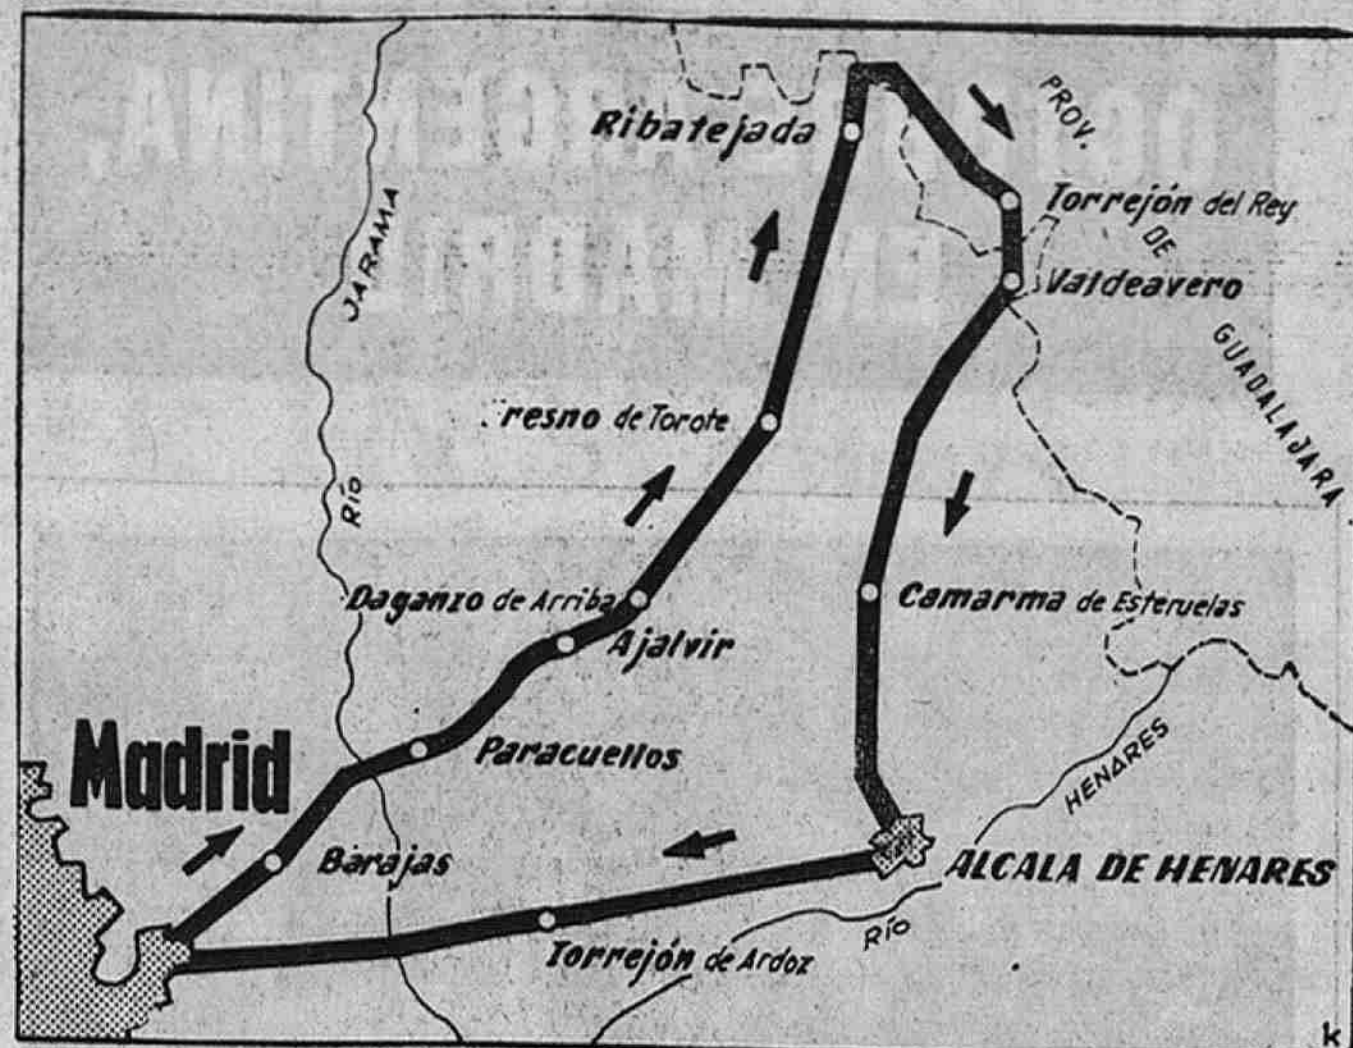 PROV.
Ribatejada
Torrejón del Rey
DE
Valdeavero
GUADALAJARA
JARAMA
RÍO
resno de Torote
Daganzo de Arriba
Ajalvir
Camarma de Esteruelas
Madrid
Paracuellos
Barajas
HENARES
ALCALA DE HENARES
RÍO
Torrejón de Ardoz
k